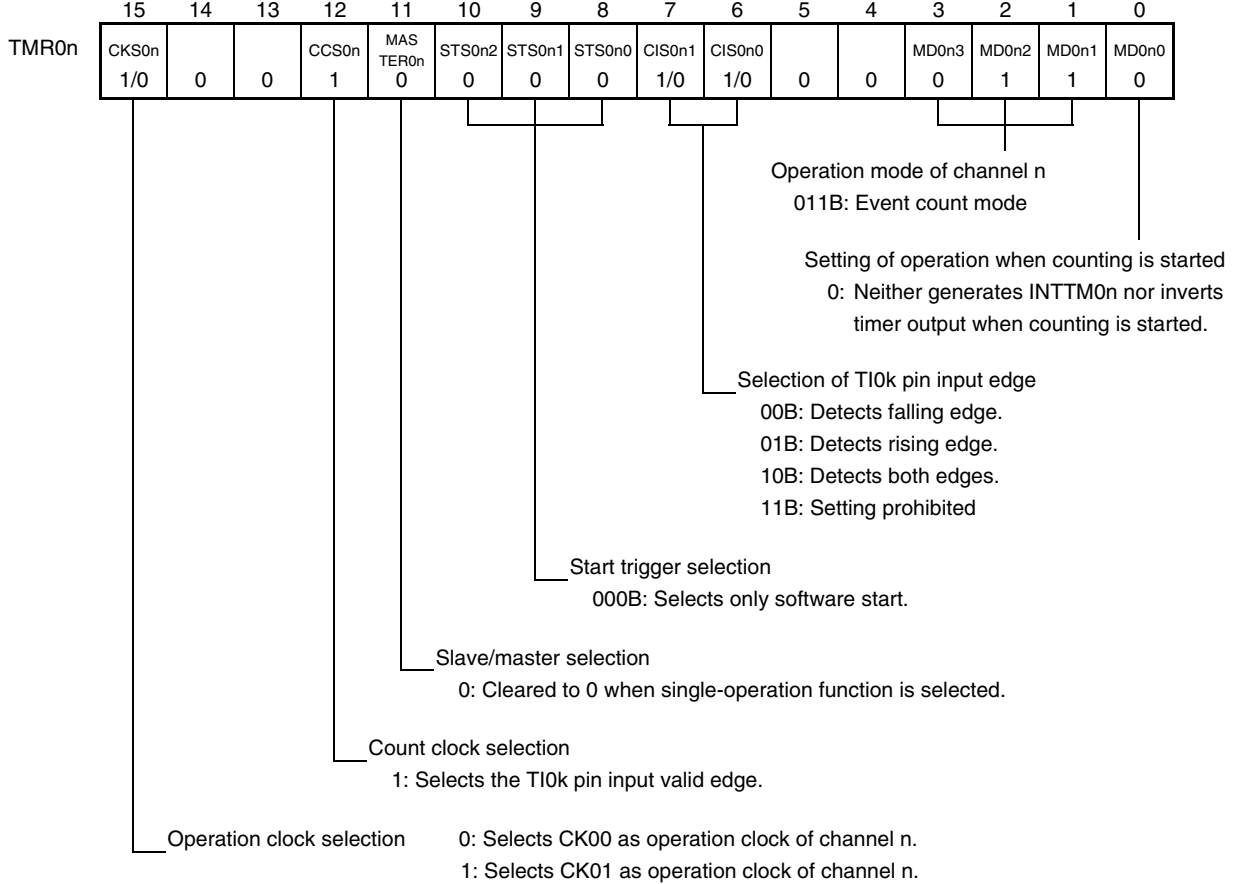 15 14 13 12 11 10 9 8 7 6 5 4 3 2 1 0
TMR0n
CKS0n CCS0n MAS TER0n STS0n2 STS0n1 STS0n0 CIS0n1 CIS0n0 MD0n3 MD0n2 MD0n1 MD0n0
1/0 0 0 1 0 0 0 0 1/0 1/0 0 0 0 1 1 0
Operation mode of channel n
011B: Event count mode
Setting of operation when counting is started
0: Neither generates INTTM0n nor inverts
timer output when counting is started.
Selection of TI0k pin input edge
00B: Detects falling edge.
01B: Detects rising edge.
10B: Detects both edges.
11B: Setting prohibited
Start trigger selection
000B: Selects only software start.
Slave/master selection
0: Cleared to 0 when single-operation function is selected.
Count clock selection
1: Selects the TI0k pin input valid edge.
Operation clock selection 0: Selects CK00 as operation clock of channel n.
1: Selects CK01 as operation clock of channel n.